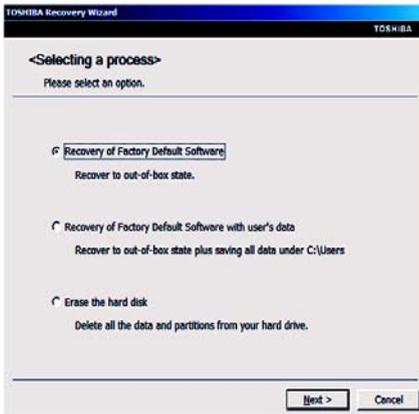 TOSHIBA Recovery Wizard
TOSHIBA
<Selecting a process>
Please select an option.
Recovery of Factory Default Software
Recover to out-of-box state.
Recovery of Factory Default Software with user's data
Recover to out-of-box state plus saving all data under C:\Users
Erase the hard disk
Delete all the data and partitions from your hard drive.
Next >
Cancel